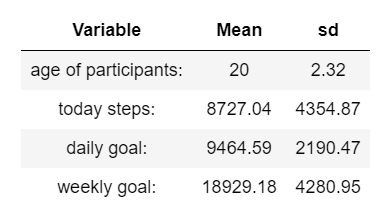 Variable Mean sd
age of participants: 20 2.32
today steps: 8727.04 4354.87
daily goal: 9464.59 2190.47
weekly goal: 18929.18 4280.95